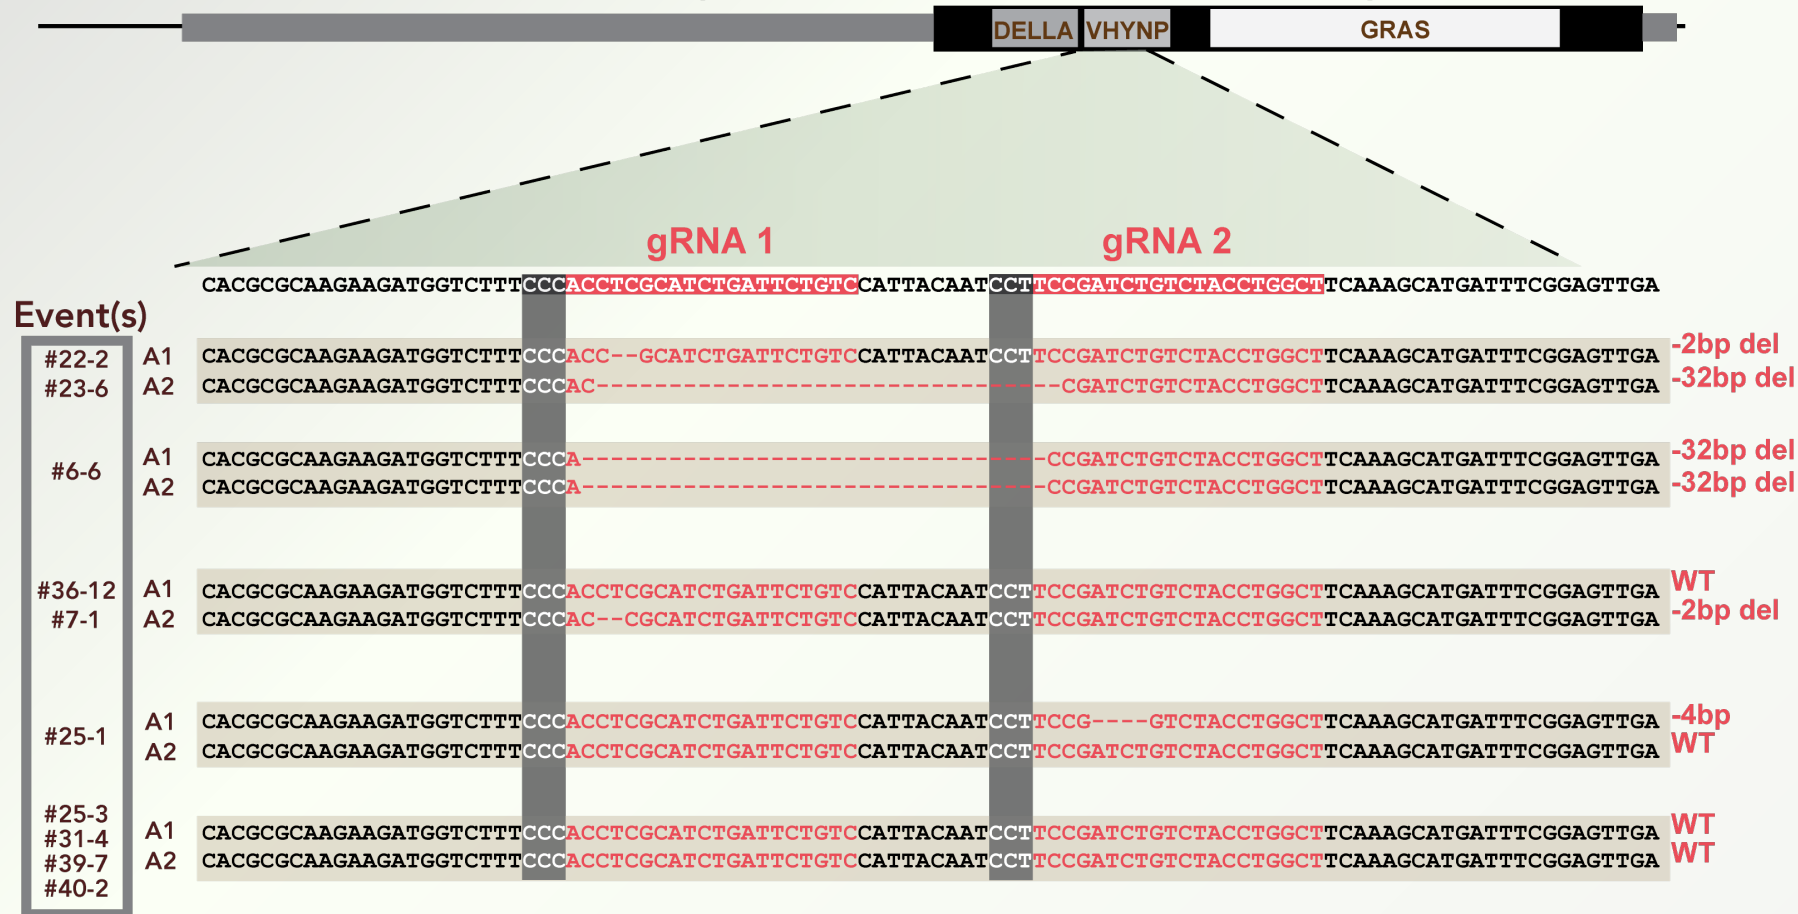 DELLA VHYNP GRAS
gRNA 1 gRNA 2
CACGCGCAAGAAGATGGTCTTTCCCACCTCGCATCTGATTCTGTCCATTACAATCCTTCCGATCTGTCTACCTGGCTTCAAAGCATGATTTCGGAGTTGA
Event(s)
#22-2 A1 CACGCGCAAGAAGATGGTCTTTCCCACC--GCATCTGATTCTGTCCATTACAATCCTTCCGATCTGTCTACCTGGCTTCAAAGCATGATTTCGGAGTTGA -2bp del
#23-6 A2 CACGCGCAAGAAGATGGTCTTTCCCAC--------------------------------CGATCTGTCTACCTGGCTTCAAAGCATGATTTCGGAGTTGA -32bp del
#6-6
A1 CACGCGCAAGAAGATGGTCTTTCCCA--------------------------------CCGATCTGTCTACCTGGCTTCAAAGCATGATTTCGGAGTTGA -32bp del
A2 CACGCGCAAGAAGATGGTCTTTCCCA--------------------------------CCGATCTGTCTACCTGGCTTCAAAGCATGATTTCGGAGTTGA -32bp del
#36-12 A1 CACGCGCAAGAAGATGGTCTTTCCCACCTCGCATCTGATTCTGTCCATTACAATCCTTCCGATCTGTCTACCTGGCTTCAAAGCATGATTTCGGAGTTGA WT
#7-1 A2 CACGCGCAAGAAGATGGTCTTTCCCAC--CGCATCTGATTCTGTCCATTACAATCCTTCCGATCTGTCTACCTGGCTTCAAAGCATGATTTCGGAGTTGA -2bp del
#25-1
A1 CACGCGCAAGAAGATGGTCTTTCCCACCTCGCATCTGATTCTGTCCATTACAATCCTTCCG----GTCTACCTGGCTTCAAAGCATGATTTCGGAGTTGA -4bp
A2 CACGCGCAAGAAGATGGTCTTTCCCACCTCGCATCTGATTCTGTCCATTACAATCCTTCCGATCTGTCTACCTGGCTTCAAAGCATGATTTCGGAGTTGA WT
#25-3
#31-4
#39-7
#40-2
A1 CACGCGCAAGAAGATGGTCTTTCCCACCTCGCATCTGATTCTGTCCATTACAATCCTTCCGATCTGTCTACCTGGCTTCAAAGCATGATTTCGGAGTTGA WT
A2 CACGCGCAAGAAGATGGTCTTTCCCACCTCGCATCTGATTCTGTCCATTACAATCCTTCCGATCTGTCTACCTGGCTTCAAAGCATGATTTCGGAGTTGA WT